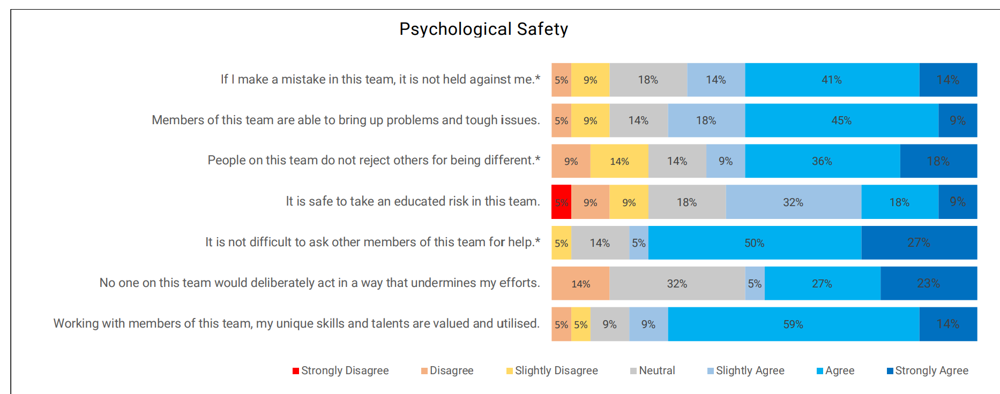 Psychological Safety
If I make a mistake in this team, it is not held against me.* 5% 9% 18% 14% 41% 14%
Members of this team are able to bring up problems and tough issues. 5% 9% 14% 18% 45% 9%
People on this team do not reject others for being different.* 9% 14% 14% 9% 36% 18%
It is safe to take an educated risk in this team. 5% 9% 9% 18% 32% 18% 9%
It is not difficult to ask other members of this team for help.* 5% 14% 5% 50% 27%
No one on this team would deliberately act in a way that undermines my efforts. 14% 32% 5% 27% 23%
Working with members of this team, my unique skills and talents are valued and utilised. 5% 5% 9% 9% 59% 14%
Strongly Disagree Disagree Slightly Disagree Neutral Slightly Agree Agree Strongly Agree